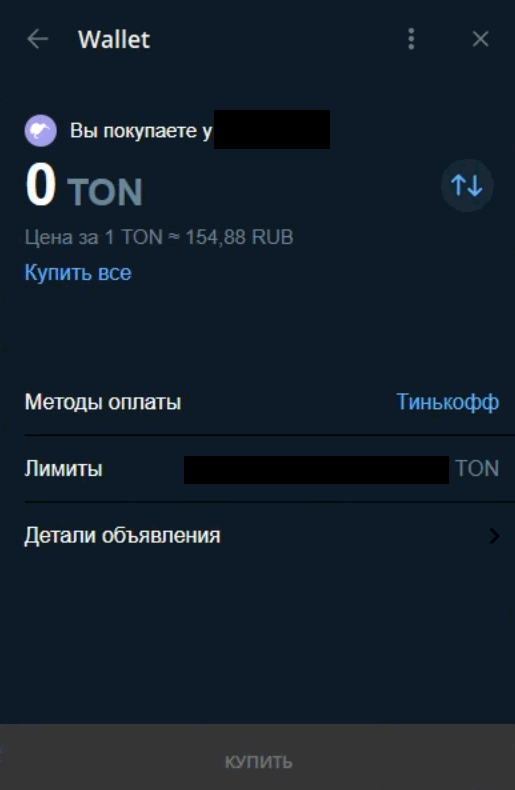 Wallet
Вы покупаете у
0 TON
Цена за 1 TON ≈ 154,88 RUB
Купить все
Методы оплаты Тинькофф
Лимиты TON
Детали объявления
КУПИТЬ